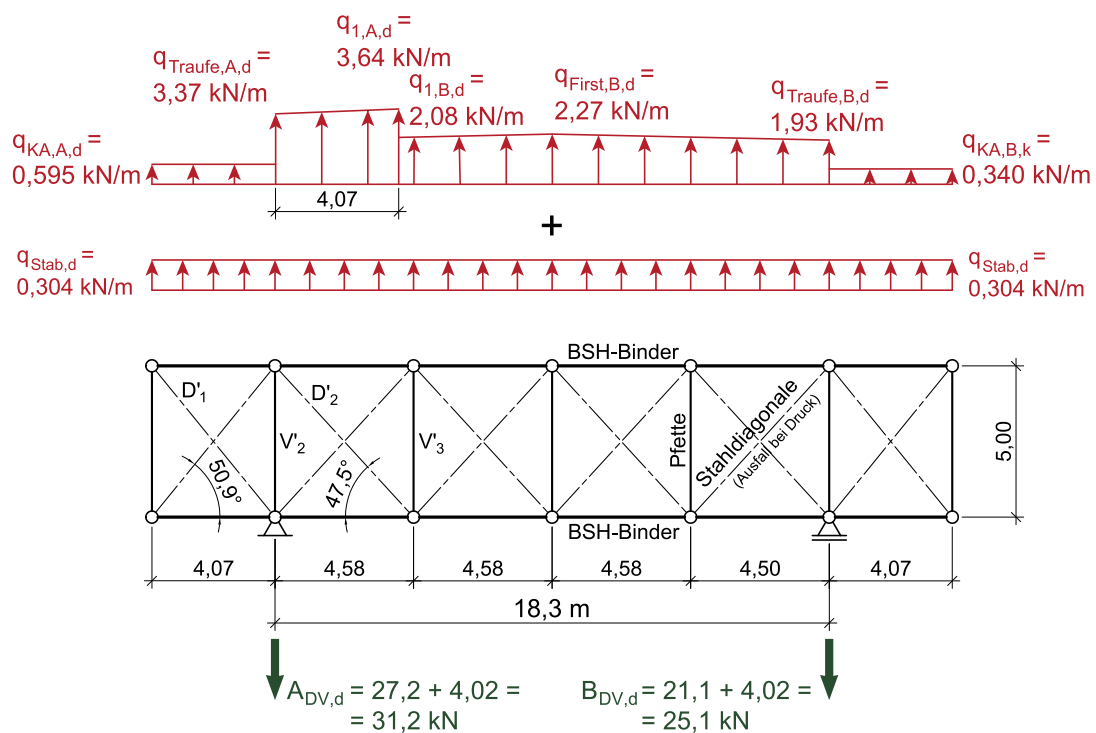 q1,A,d =
3,64 kN/m
qTraufe,A,d =
3,37 kN/m
q1,B,d =
2,08 kN/m
qFirst,B,d =
2,27 kN/m
qTraufe,B,d =
1,93 kN/m
qKA,A,d =
0,595 kN/m
qKA,B,k =
0,340 kN/m
4,07
+
qStab,d =
0,304 kN/m
qStab,d =
0,304 kN/m
BSH-Binder
D'1
D'2
V'2
V'3
Pfette
Stahldiagonale
(Ausfall bei Druck)
5,00
50,9°
47,5°
BSH-Binder
4,07
4,58
4,58
4,58
4,50
4,07
18,3 m
ADV,d = 27,2 + 4,02 =
= 31,2 kN
BDV,d = 21,1 + 4,02 =
= 25,1 kN